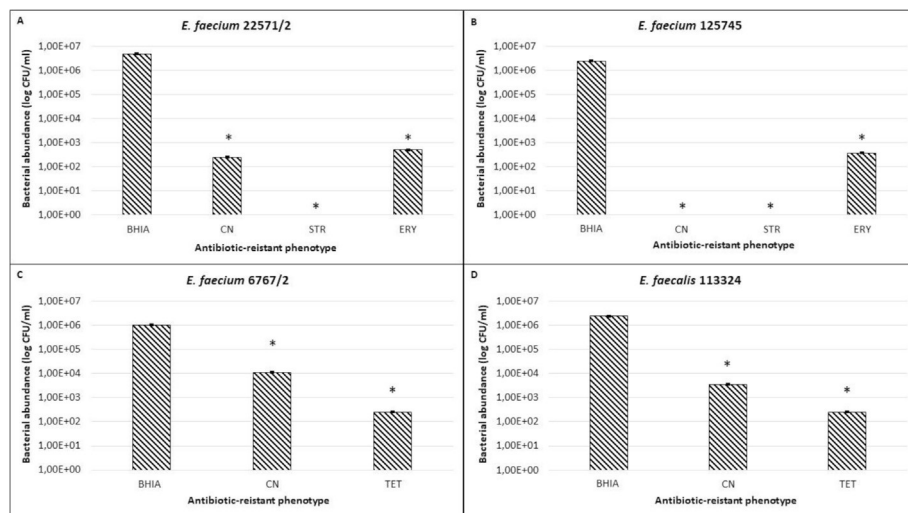 A
E. faecium 22571/2
Bacterial abundance (log CFU/ml)
1,00E+07
1,00E+06
1,00E+05
1,00E+04
1,00E+03
1,00E+02
1,00E+01
1,00E+00
*
*
*
BHIA CN STR ERY
Antibiotic-reistant phenotype
B
E. faecium 125745
Bacterial abundance (log CFU/ml)
1,00E+07
1,00E+06
1,00E+05
1,00E+04
1,00E+03
1,00E+02
1,00E+01
1,00E+00
*
*
*
BHIA CN STR ERY
Antibiotic-reistant phenotype
C
E. faecium 6767/2
Bacterial abundance (log CFU/ml)
1,00E+07
1,00E+06
1,00E+05
1,00E+04
1,00E+03
1,00E+02
1,00E+01
1,00E+00
*
*
BHIA CN TET
Antibiotic-reistant phenotype
D
E. faecalis 113324
Bacterial abundance (log CFU/ml)
1,00E+07
1,00E+06
1,00E+05
1,00E+04
1,00E+03
1,00E+02
1,00E+01
1,00E+00
*
*
BHIA CN TET
Antibiotic-reistant phenotype